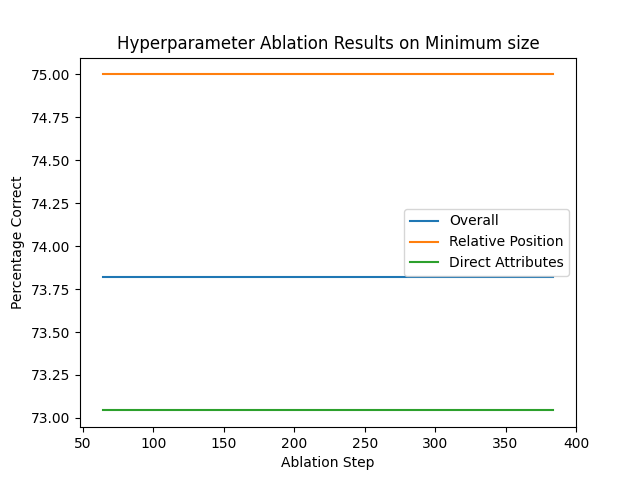 Hyperparameter Ablation Results on Minimum size
75.00
74.75
74.50
74.25
74.00
73.75
73.50
73.25
73.00
Percentage Correct
Overall
Relative Position
Direct Attributes
50 100 150 200 250 300 350 400
Ablation Step